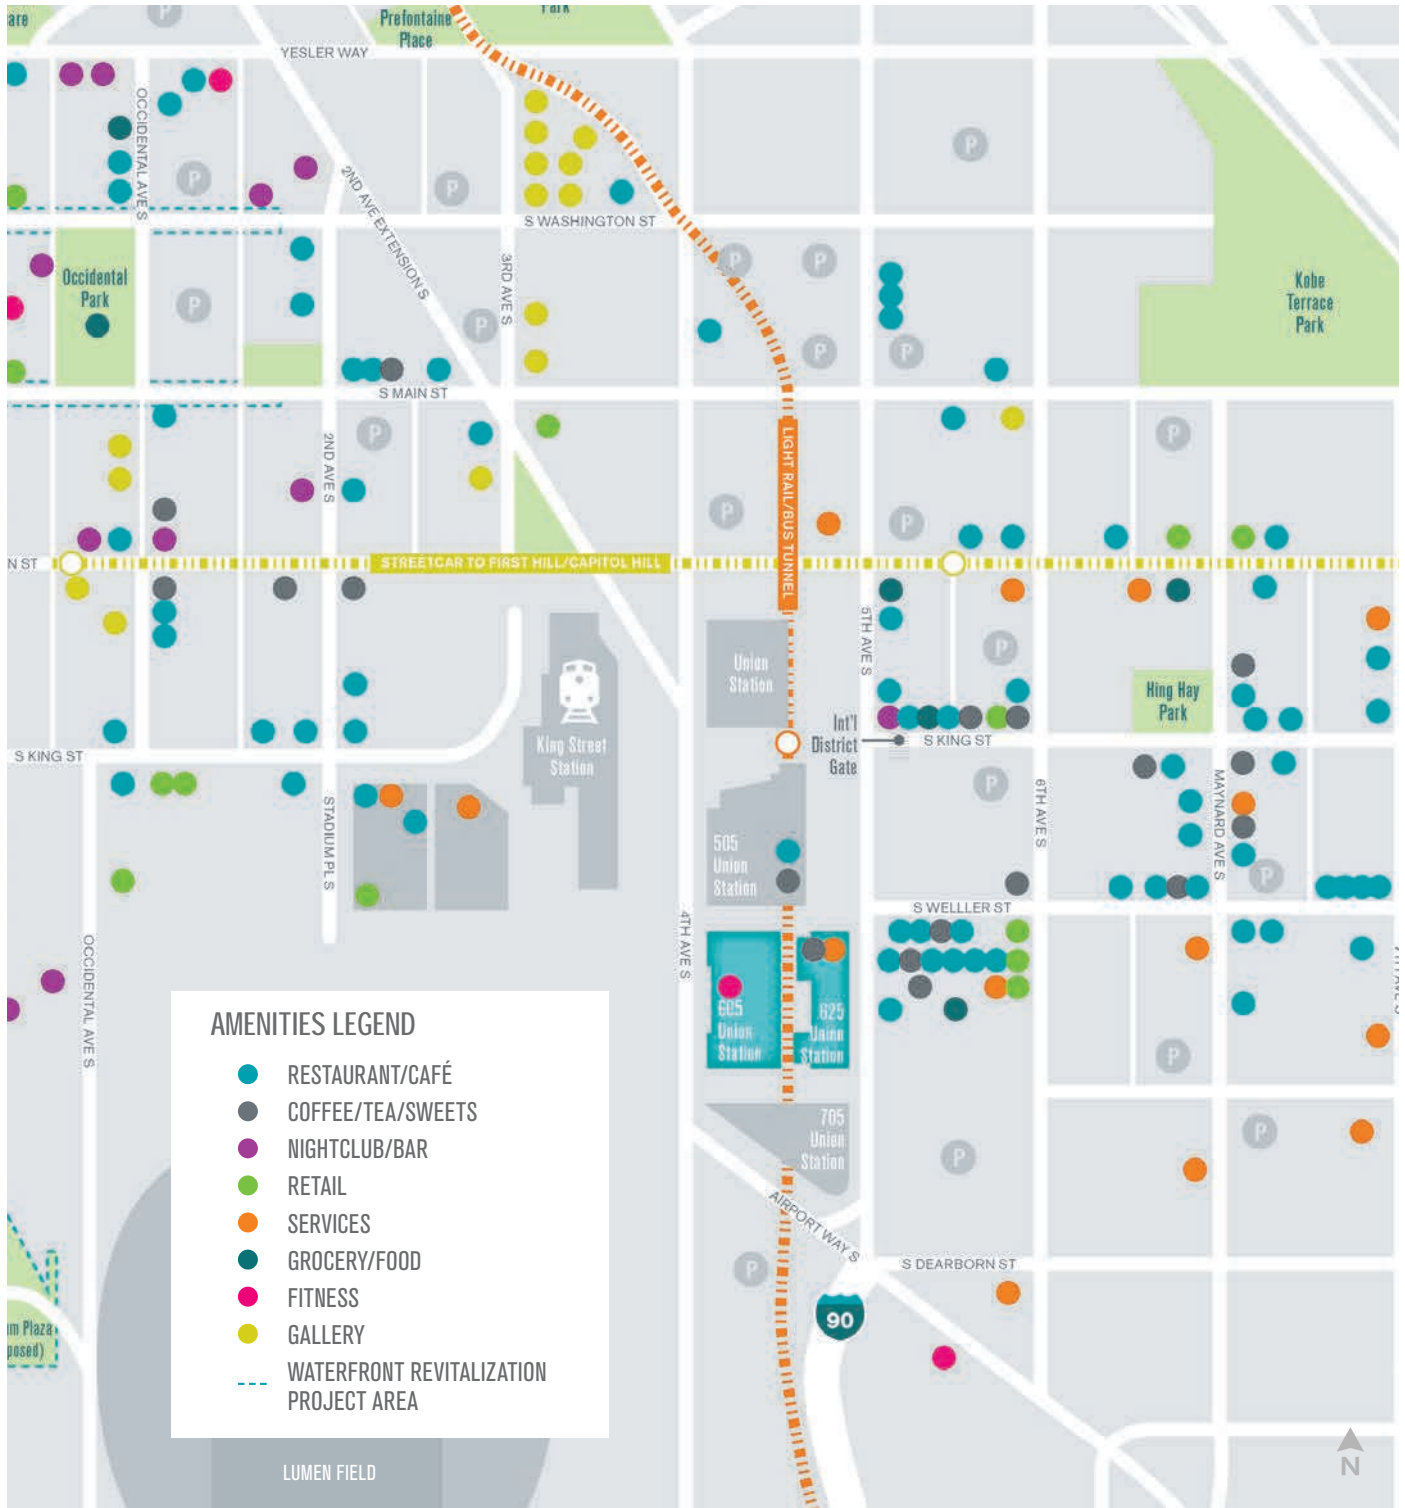 are
Prefontaine
Place
Park
YESLER WAY
OCCIDENTAL AVE S
P
P
P
P
2ND AVE EXTENSION S
S WASHINGTON ST
3RD AVE S
Occidental
Park
P
P
P
P
P
P
Kobe
Terrace
Park
S MAIN ST
2ND AVE S
P
P
P
P
LIGHT RAIL/BUS TUNNEL
N ST
STREETCAR TO FIRST HILL/CAPITOL HILL
5TH AVE S
P
Union
Station
Hing Hay
Park
Int'l
District
Gate
S KING ST
King Street
Station
S KING ST
STADIUM PL S
P
6TH AVE S
MAYNARD AVE S
505
Union
Station
P
S WELLLER ST
4TH AVE S
OCCIDENTAL AVE S
605
Union
Station
625
Union
Station
P
705
Union
Station
P
P
AIRPORT WAY S
P
S DEARBORN ST
90
AMENITIES LEGEND
RESTAURANT/CAFÉ
COFFEE/TEA/SWEETS
NIGHTCLUB/BAR
RETAIL
SERVICES
GROCERY/FOOD
FITNESS
GALLERY
WATERFRONT REVITALIZATION
PROJECT AREA
um Plaza
posed)
LUMEN FIELD
N